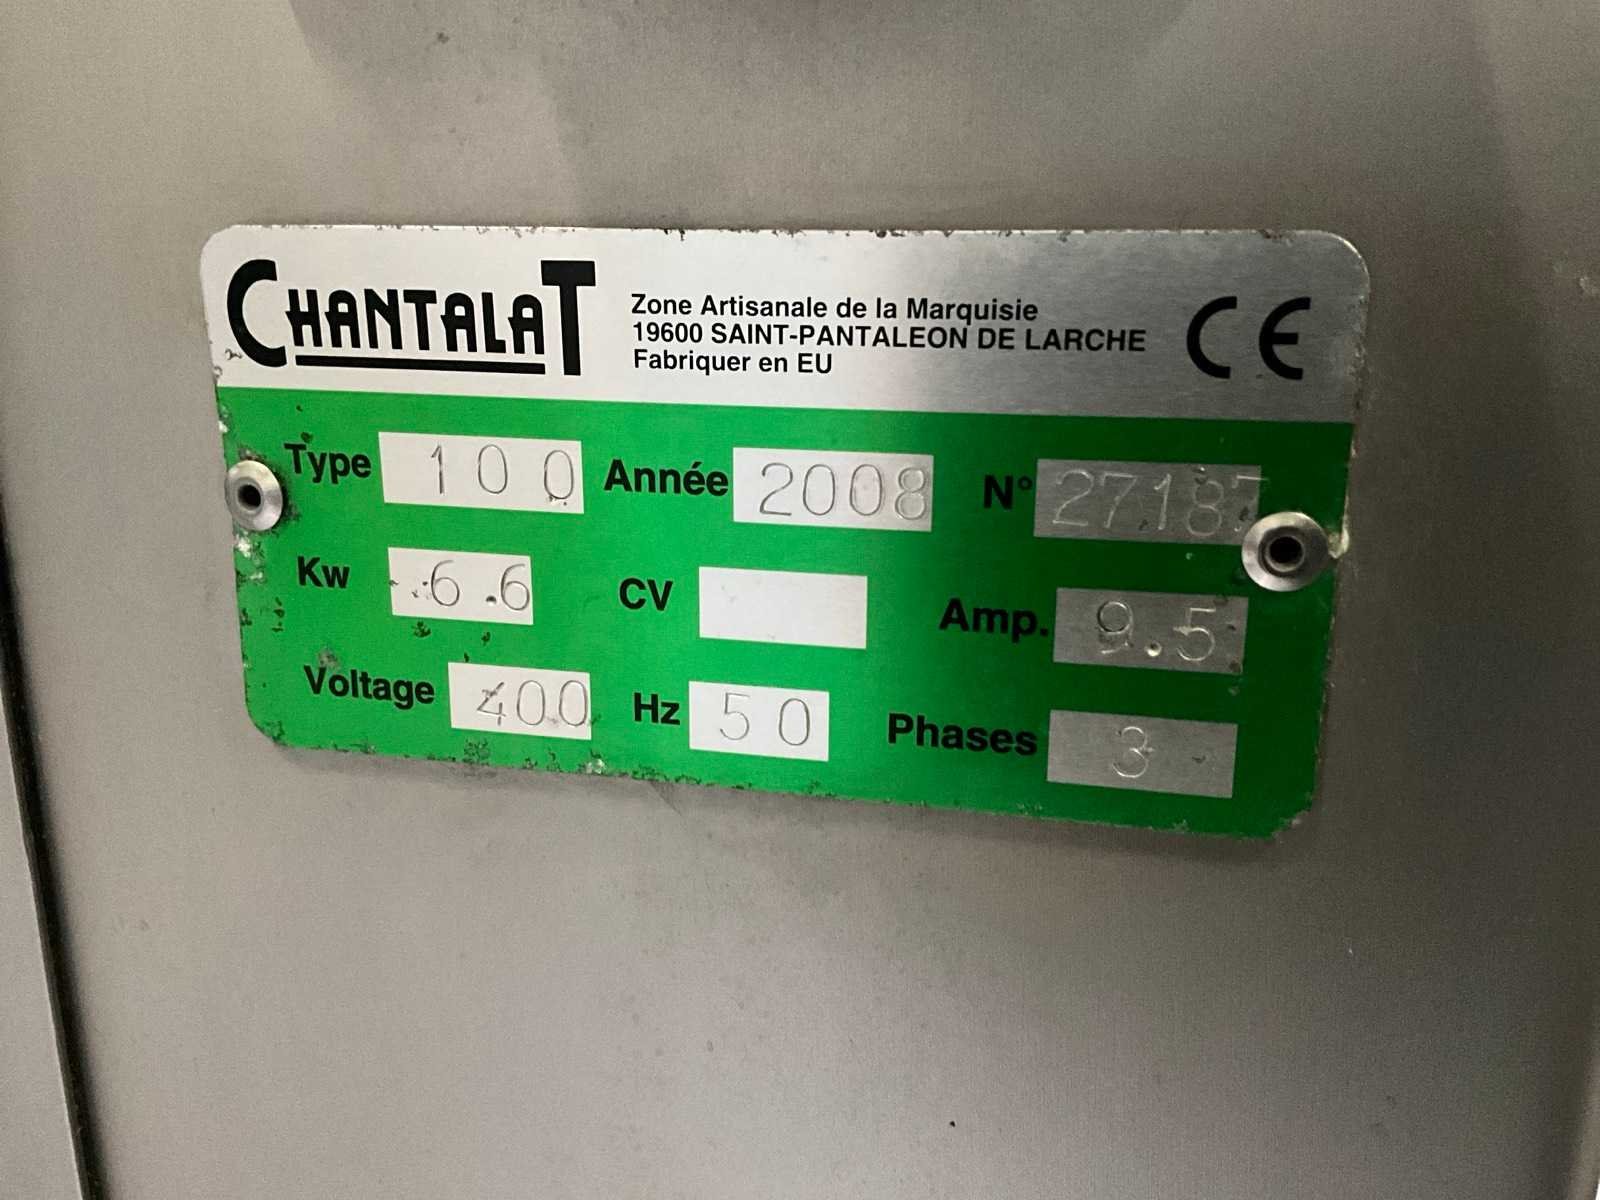 CHANTALAT
Zone Artisanale de la Marquisie
19600 SAINT-PANTALEON DE LARCHE
Fabriquer en EU
CE
Type 100 Année 2008 N° 27187
Kw 6.6 CV Amp. 9.5
Voltage 400 Hz 50 Phases 3